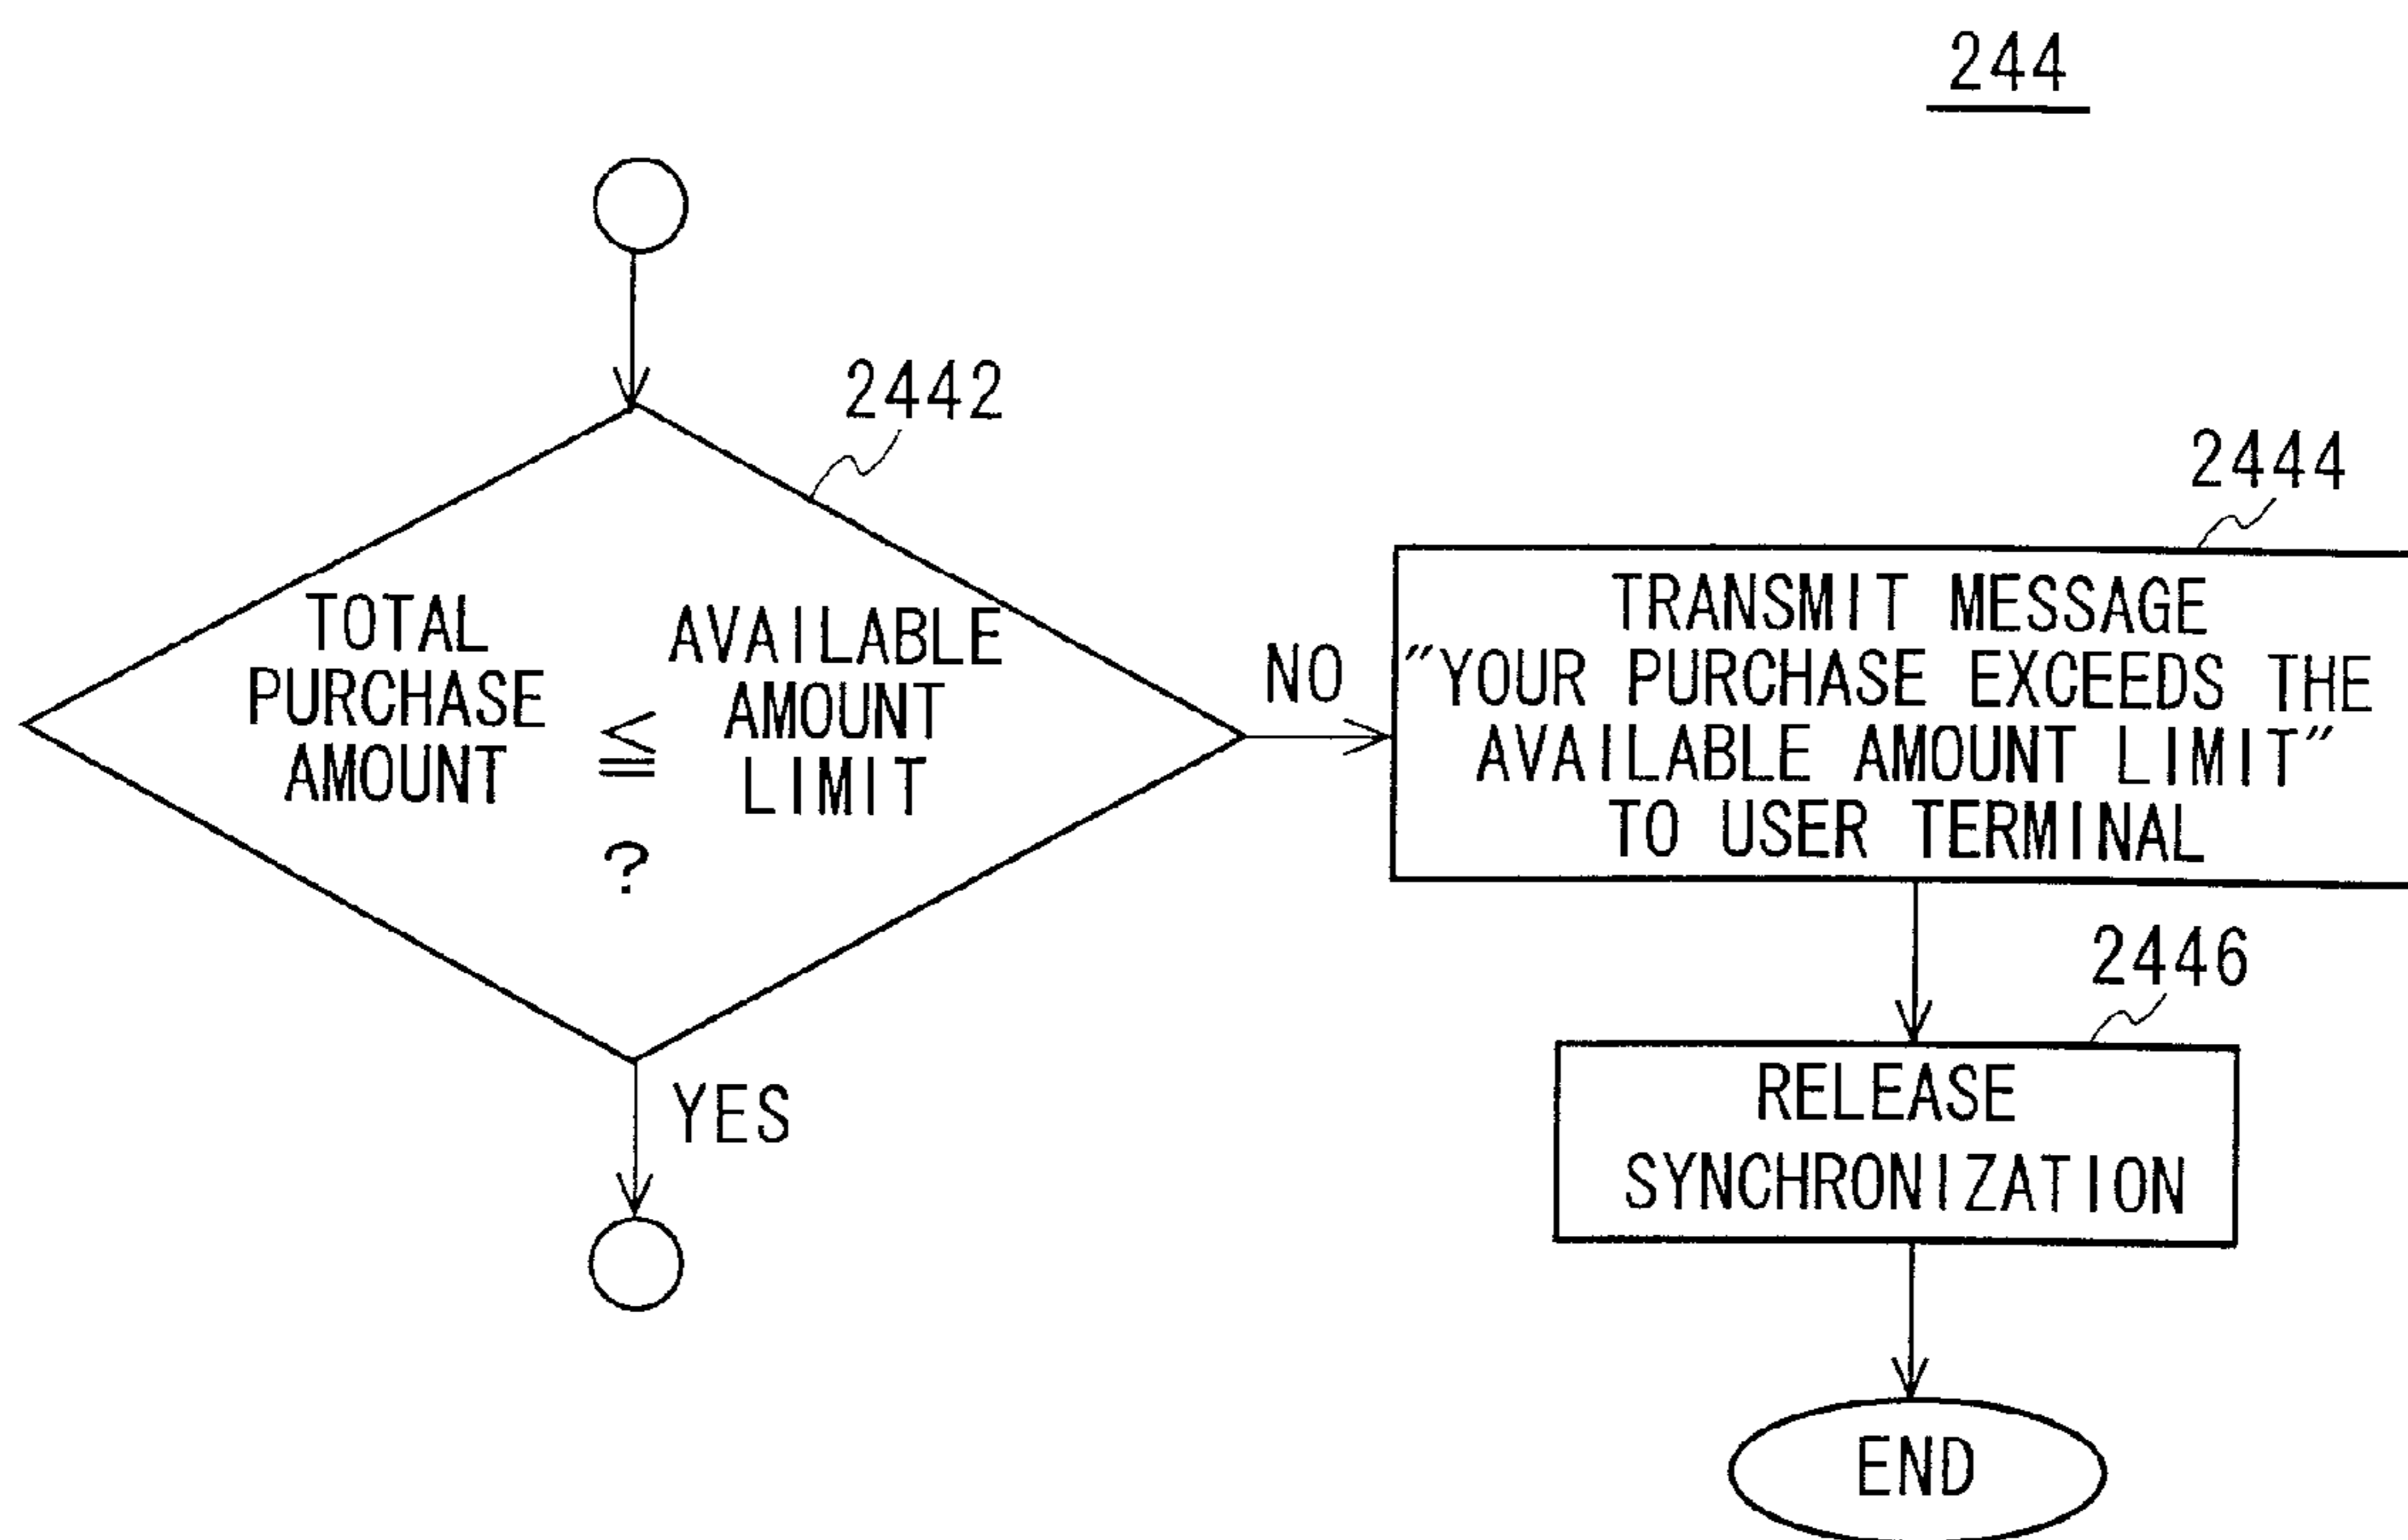 244
2442
TOTAL
PURCHASE
AMOUNT
≦
AVAILABLE
AMOUNT
LIMIT
?
NO
YES
2444
TRANSMIT MESSAGE
"YOUR PURCHASE EXCEEDS THE
AVAILABLE AMOUNT LIMIT"
TO USER TERMINAL
2446
RELEASE
SYNCHRONIZATION
END